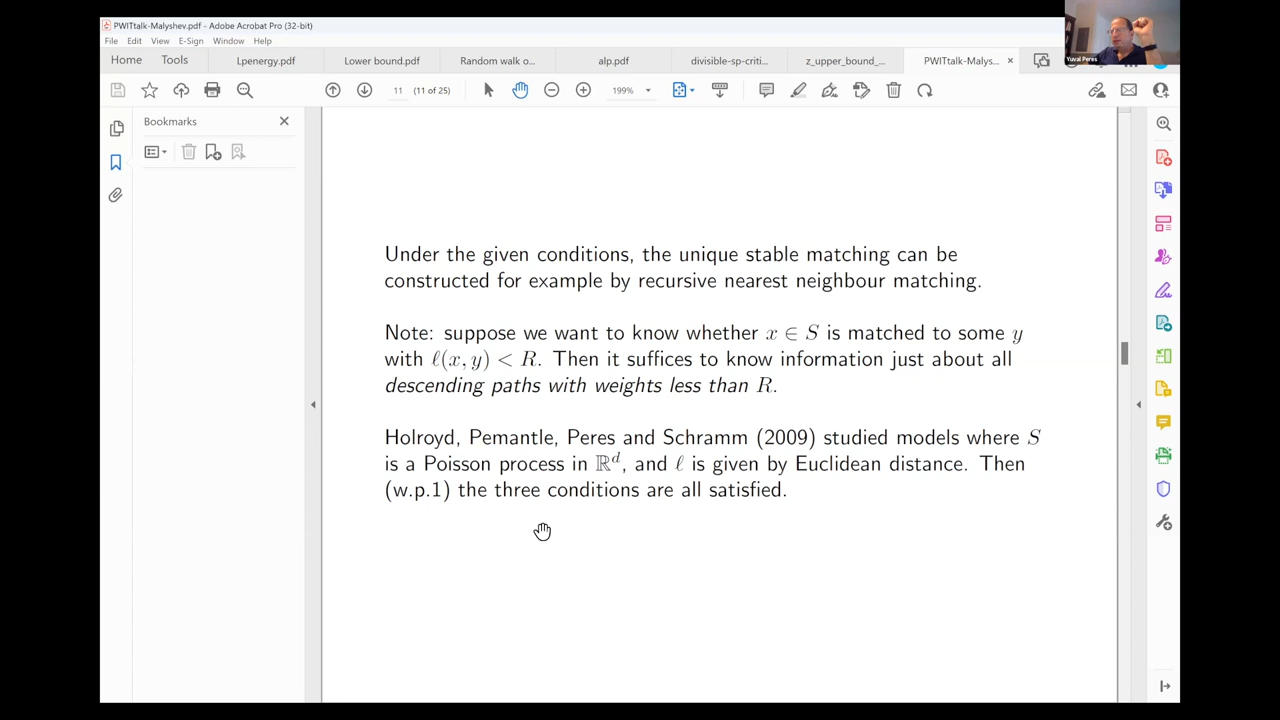 PWITtalk-Malyshev.pdf - Adobe Acrobat Pro (32-bit)
File Edit View E-Sign Window Help
Home Tools Lpenergy.pdf Lower bound.pdf Random walk o... alp.pdf divisible-sp-criti... z_upper_bound_... PWITtalk-Malys... ×
11 (11 of 25) 199%
Yuval Peres
Bookmarks
Under the given conditions, the unique stable matching can be
constructed for example by recursive nearest neighbour matching.
Note: suppose we want to know whether x ∈ S is matched to some y
with ℓ(x, y) < R. Then it suffices to know information just about all
descending paths with weights less than R.
Holroyd, Pemantle, Peres and Schramm (2009) studied models where S
is a Poisson process in ℝᵈ, and ℓ is given by Euclidean distance. Then
(w.p.1) the three conditions are all satisfied.